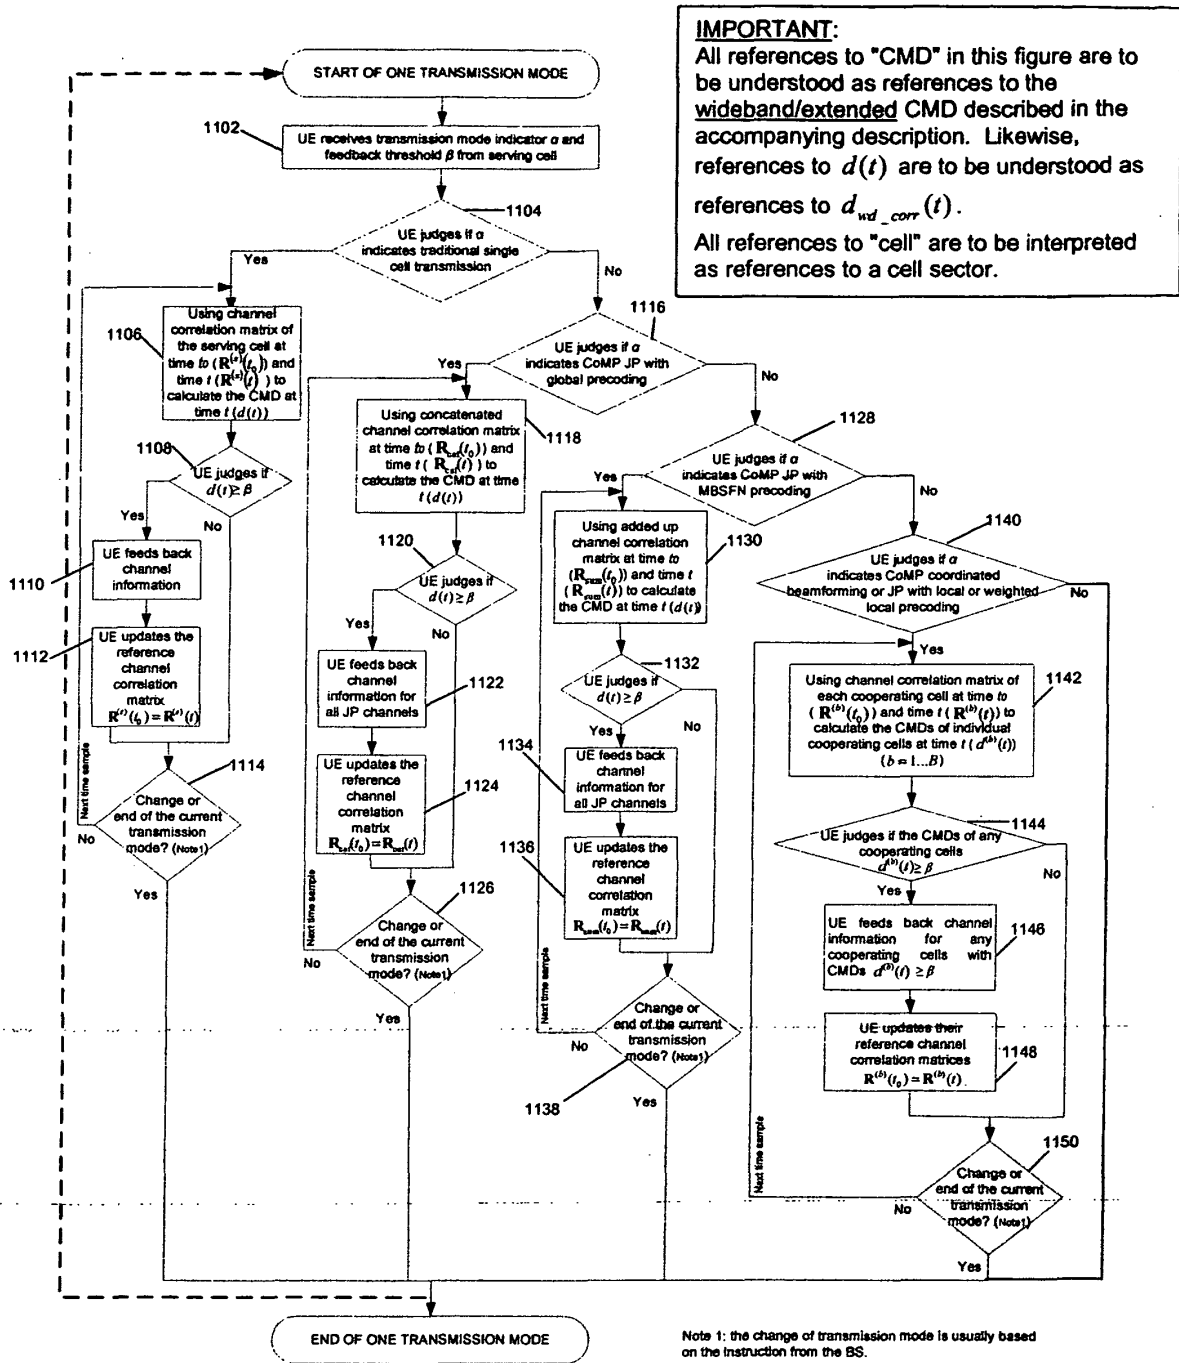 IMPORTANT:
All references to "CMD" in this figure are to
be understood as references to the
wideband/extended CMD described in the
accompanying description. Likewise,
references to d(t) are to be understood as
references to d_wd_corr(t).
All references to "cell" are to be interpreted
as references to a cell sector.
START OF ONE TRANSMISSION MODE
1102
UE receives transmission mode indicator α and
feedback threshold β from serving cell
1104
UE judges if α
indicates traditional single
cell transmission
Yes
No
1106
Using channel
correlation matrix of
the serving cell at
time to (R^(s)(t₀)) and
time t (R^(s)(t) ) to
calculate the CMD at
time t (d(t))
1108
UE judges if
d(t) ≥ β
Yes
No
1110
UE feeds back
channel
information
1112
UE updates the
reference
channel
correlation
matrix
R^(s)(t₀) = R^(s)(t)
Next time sample
1114
Change or
end of the current
transmission
mode? (Note1)
No
Yes
1116
UE judges if α
indicates CoMP JP with
global precoding
Yes
No
1118
Using concatenated
channel correlation matrix
at time to ( R_cat(t₀)) and
time t ( R_cat(t) ) to
calculate the CMD at time
t (d(t))
1120
UE judges if
d(t) ≥ β
Yes
No
UE feeds back
channel
information for
all JP channels
1122
UE updates the
reference
channel
correlation
matrix
R_cat(t₀) = R_cat(t)
1124
Next time sample
1126
Change or
end of the current
transmission
mode? (Note1)
No
Yes
1128
UE judges if α
indicates CoMP JP with
MBSFN precoding
Yes
No
1130
Using added up
channel correlation
matrix at time to
(R_sum(t₀)) and time t
( R_sum(t)) to calculate
the CMD at time t (d(t))
1132
UE judges if
d(t) ≥ β
Yes
No
1134
UE feeds back
channel
information for
all JP channels
1136
UE updates the
reference
channel
correlation
matrix
R_sum(t₀) = R_sum(t)
Next time sample
Change or
end of the current
transmission
mode? (Note1)
1138
No
Yes
1140
UE judges if α
indicates CoMP coordinated
beamforming or JP with local or weighted
local precoding
No
Yes
Using channel correlation matrix of
each cooperating cell at time to
( R^(b)(t₀)) and time t ( R^(b)(t)) to
calculate the CMDs of individual
cooperating cells at time t ( d^(b)(t))
(b = 1...B)
1142
1144
UE judges if the CMDs of any
cooperating cells
d^(b)(t) ≥ β
Yes
No
UE feeds back channel
information for any
cooperating cells with
CMDs d^(b)(t) ≥ β
1146
UE updates their
reference channel
correlation matrices
R^(b)(t₀) = R^(b)(t)
1148
Next time sample
1150
Change or
end of the current
transmission
mode? (Note1)
No
Yes
END OF ONE TRANSMISSION MODE
Note 1: the change of transmission mode is usually based
on the instruction from the BS.